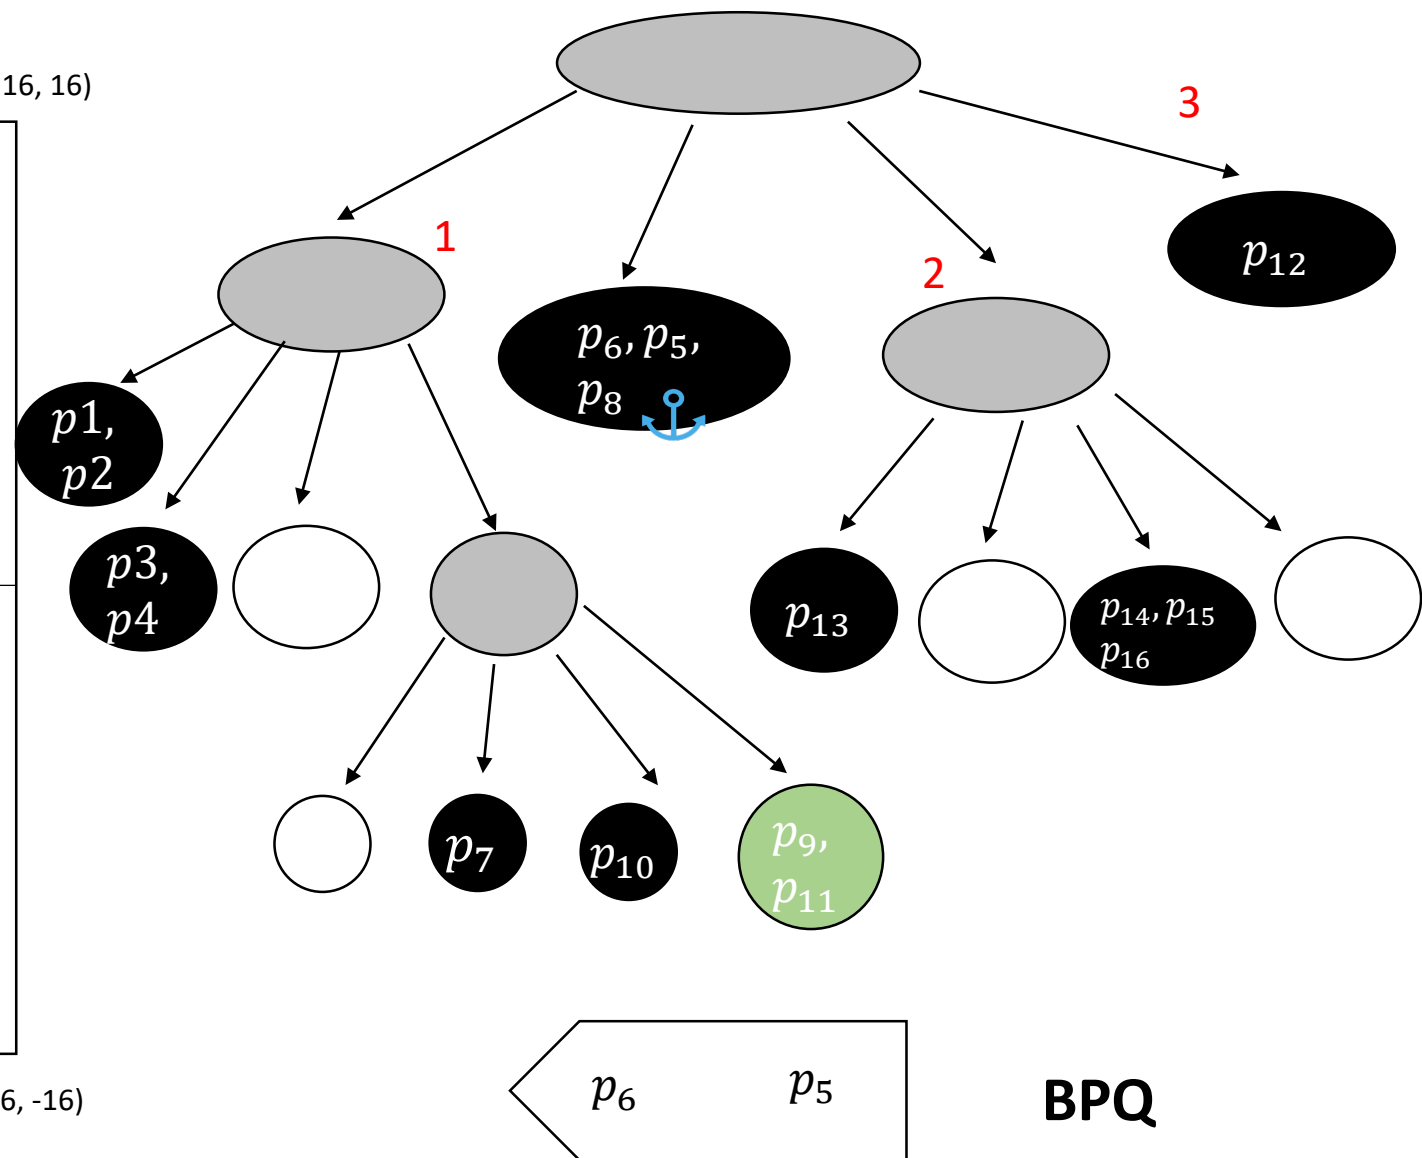 16, 16)
3
1
p₁₂
2
p₆, p₅,
p₈
p1,
p2
p3,
p4
p₁₃
p₁₄, p₁₅
p₁₆
p₇
p₁₀
p₉,
p₁₁
p₆ p₅
BPQ
6, -16)